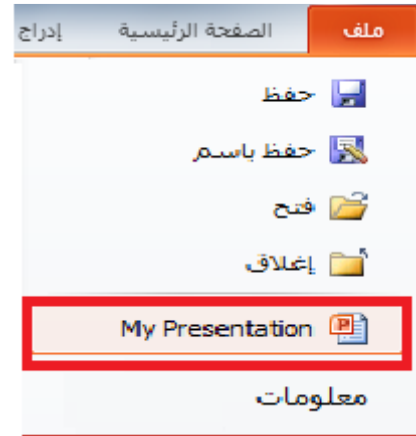 ملف الصفحة الرئيسية إدراج
حفظ
حفظ باسم
فتح
إغلاق
My Presentation
معلومات